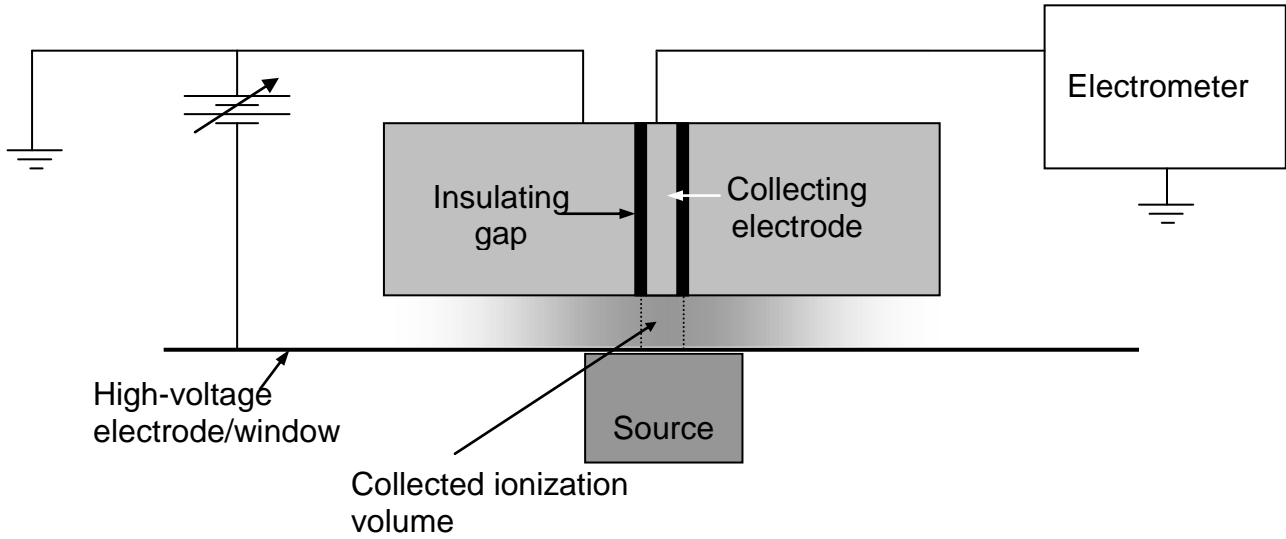 Electrometer
Insulating
gap
Collecting
electrode
High-voltage
electrode/window
Source
Collected ionization
volume